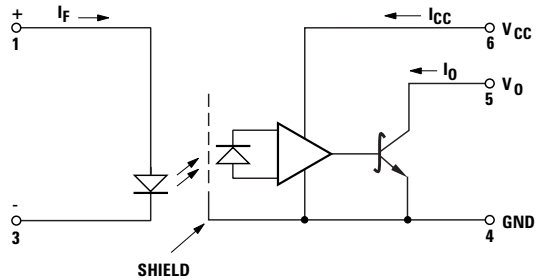 +
1
I_F
I_CC
6
V_CC
I_O
5
V_O
-
3
4
GND
SHIELD